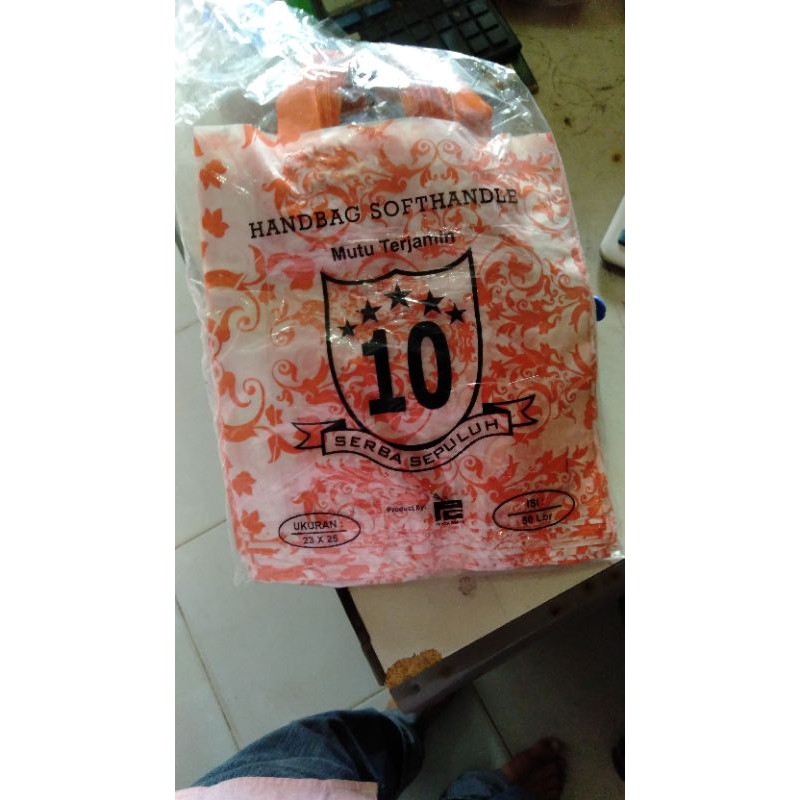 HANDBAG SOFTHANDLE
Mutu Terjamin
10
SERBA SEPULUH
Product By:
UKURAN :
23 X 25
ISI :
50 Lbr